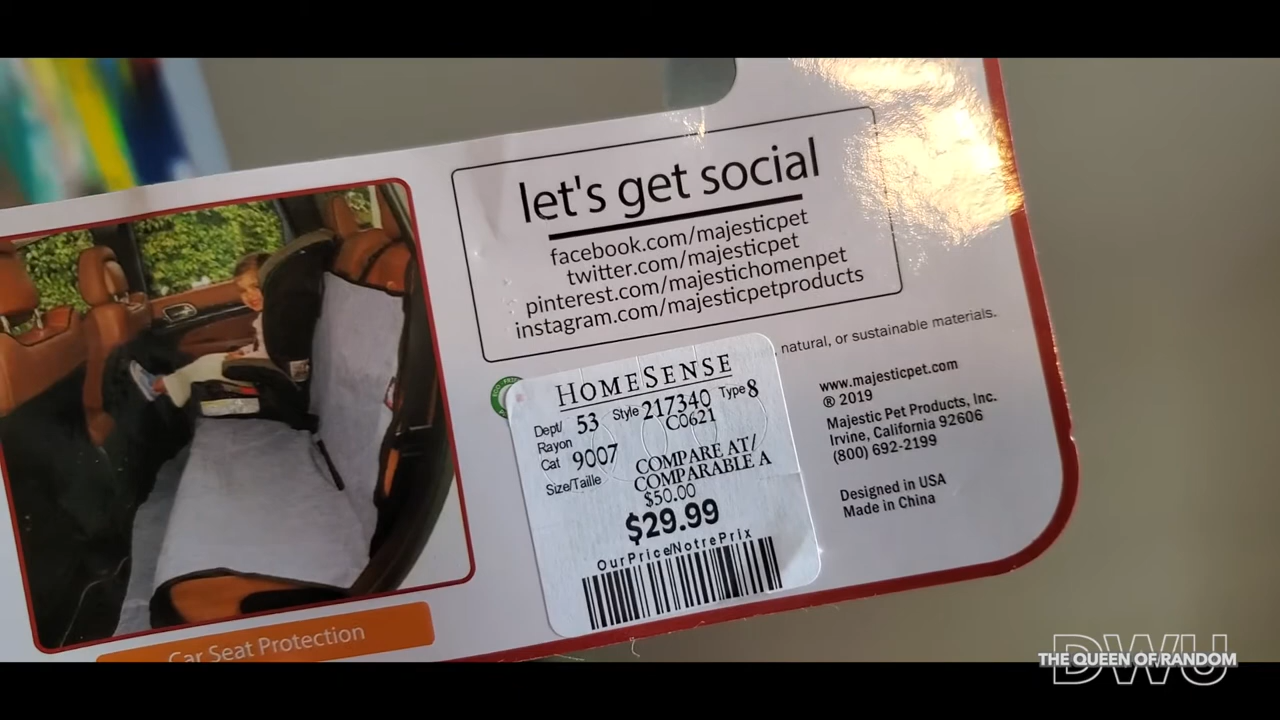 let's get social
facebook.com/majesticpet
twitter.com/majesticpet
pinterest.com/majestichomenpet
instagram.com/majesticpetproducts
, natural, or sustainable materials.
HOMESENSE
Dept/ 53 Style 217340 Type 8
Rayon C0621
Cat 9007 COMPARE AT/
Size/Taille COMPARABLE A
$50.00
$29.99
OurPrice/NotrePrix
www.majesticpet.com
® 2019
Majestic Pet Products, Inc.
Irvine, California 92606
(800) 692-2199
Designed in USA
Made in China
Car Seat Protection
DWU
THE QUEEN OF RANDOM